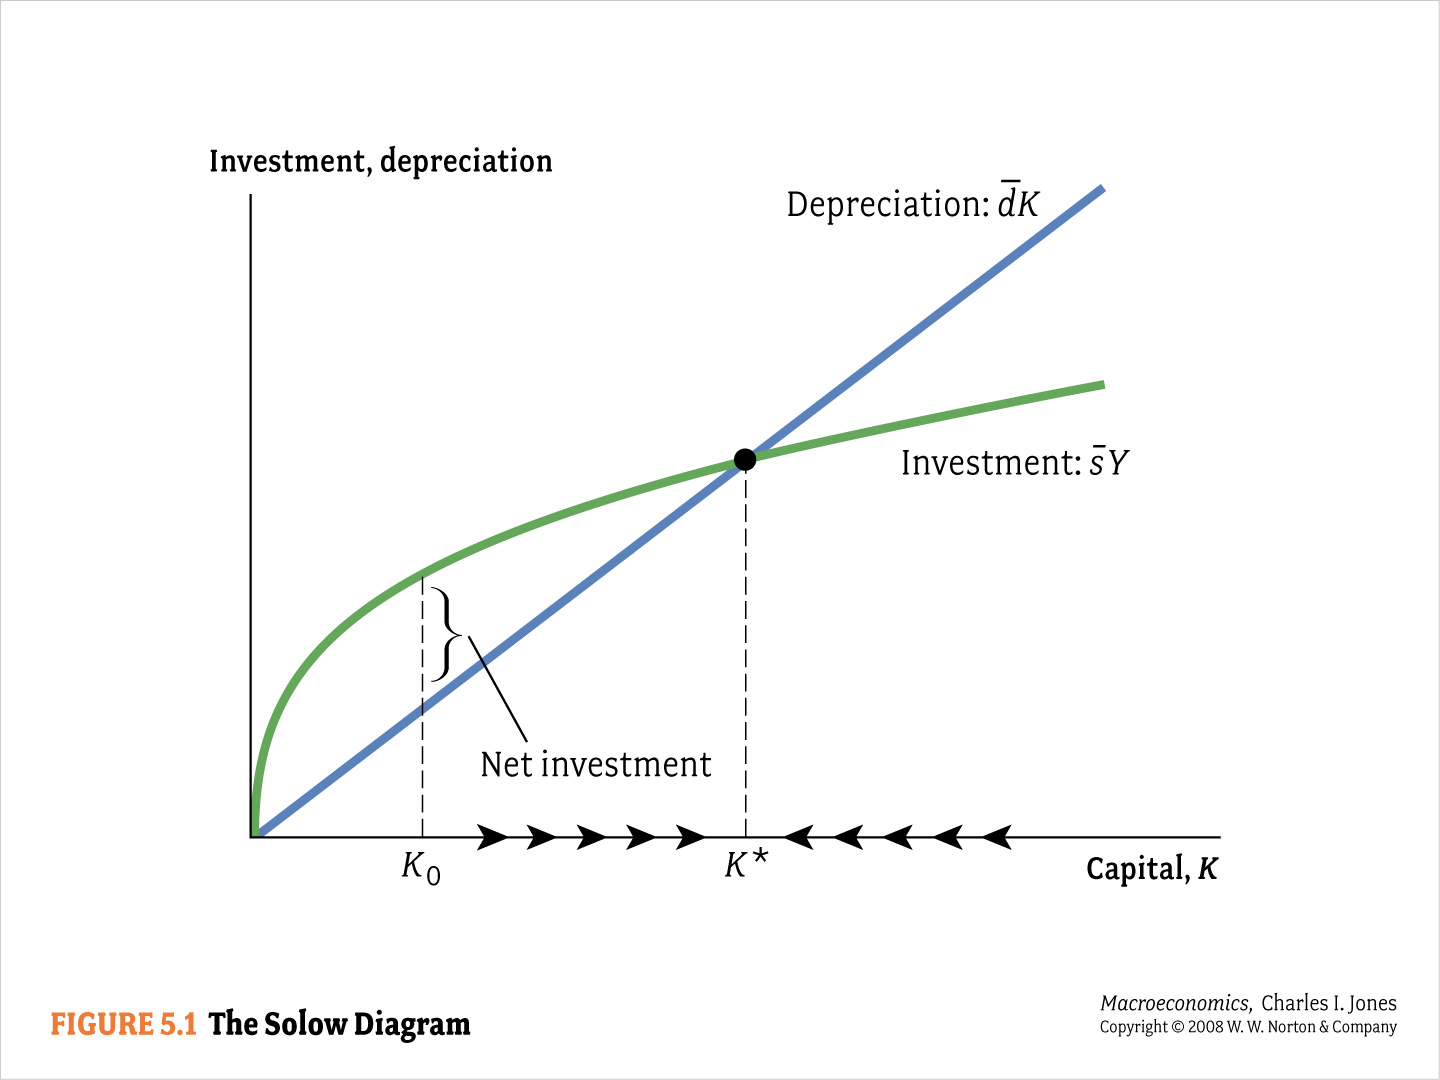 Investment, depreciation
Depreciation: d̄K
Investment: s̄Y
Net investment
K₀
K*
Capital, K
FIGURE 5.1 The Solow Diagram
Macroeconomics, Charles I. Jones
Copyright © 2008 W. W. Norton & Company